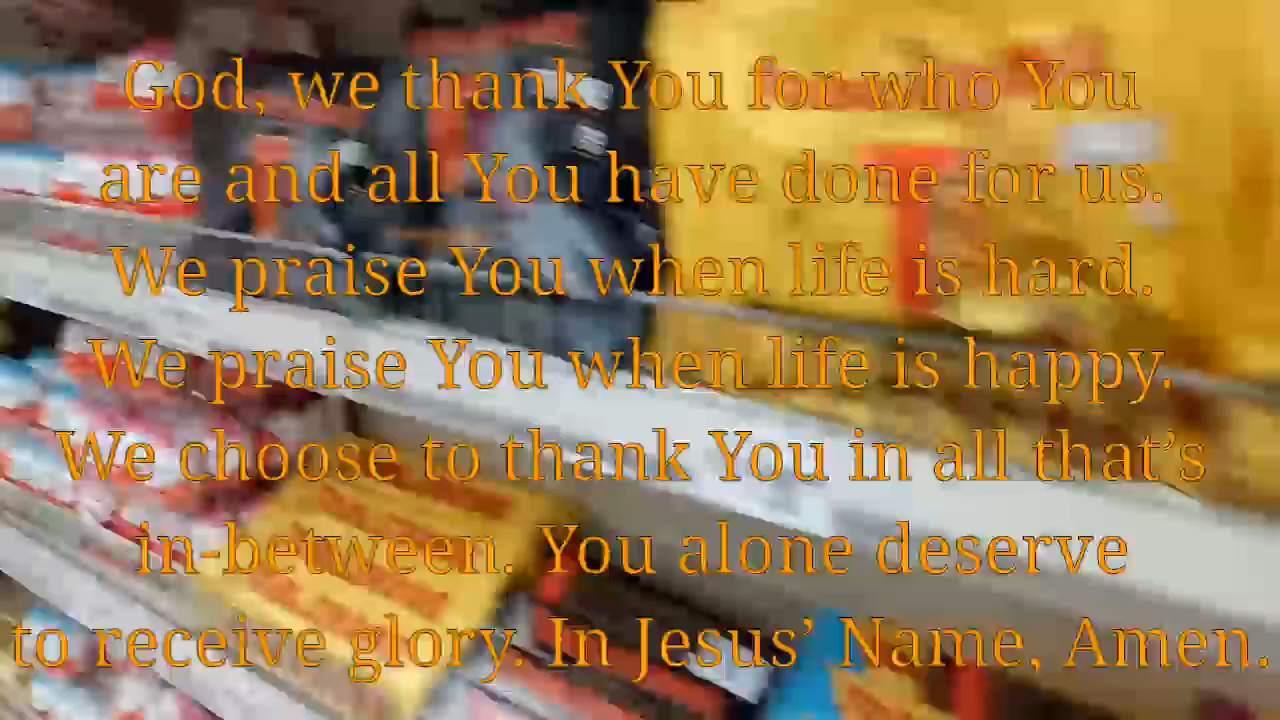 God, we thank You for who You
are and all You have done for us.
We praise You when life is hard.
We praise You when life is happy.
We choose to thank You in all that’s
in-between. You alone deserve
to receive glory. In Jesus’ Name, Amen.